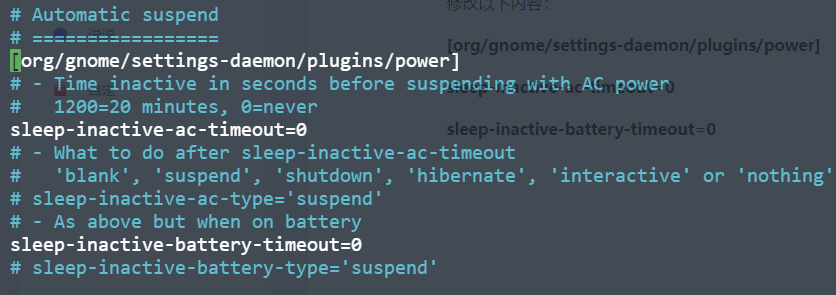 # Automatic suspend
# =================
[org/gnome/settings-daemon/plugins/power]
# - Time inactive in seconds before suspending with AC power
#   1200=20 minutes, 0=never
sleep-inactive-ac-timeout=0
# - What to do after sleep-inactive-ac-timeout
#   'blank', 'suspend', 'shutdown', 'hibernate', 'interactive' or 'nothing'
# sleep-inactive-ac-type='suspend'
# - As above but when on battery
sleep-inactive-battery-timeout=0
# sleep-inactive-battery-type='suspend'
修改以下内容：
[org/gnome/settings-daemon/plugins/power]
sleep-inactive-ac-timeout=0
sleep-inactive-battery-timeout=0